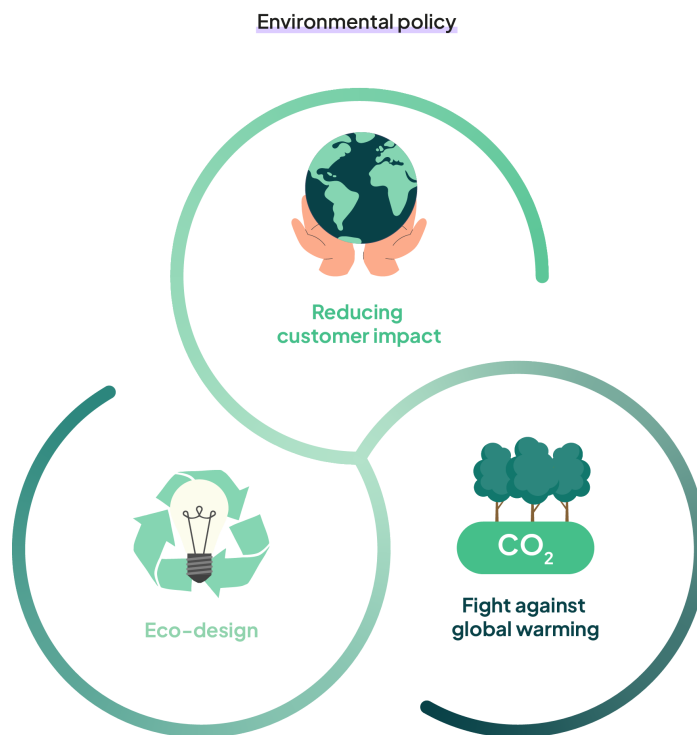 Environmental policy
Reducing
customer impact
CO₂
Fight against
global warming
Eco-design